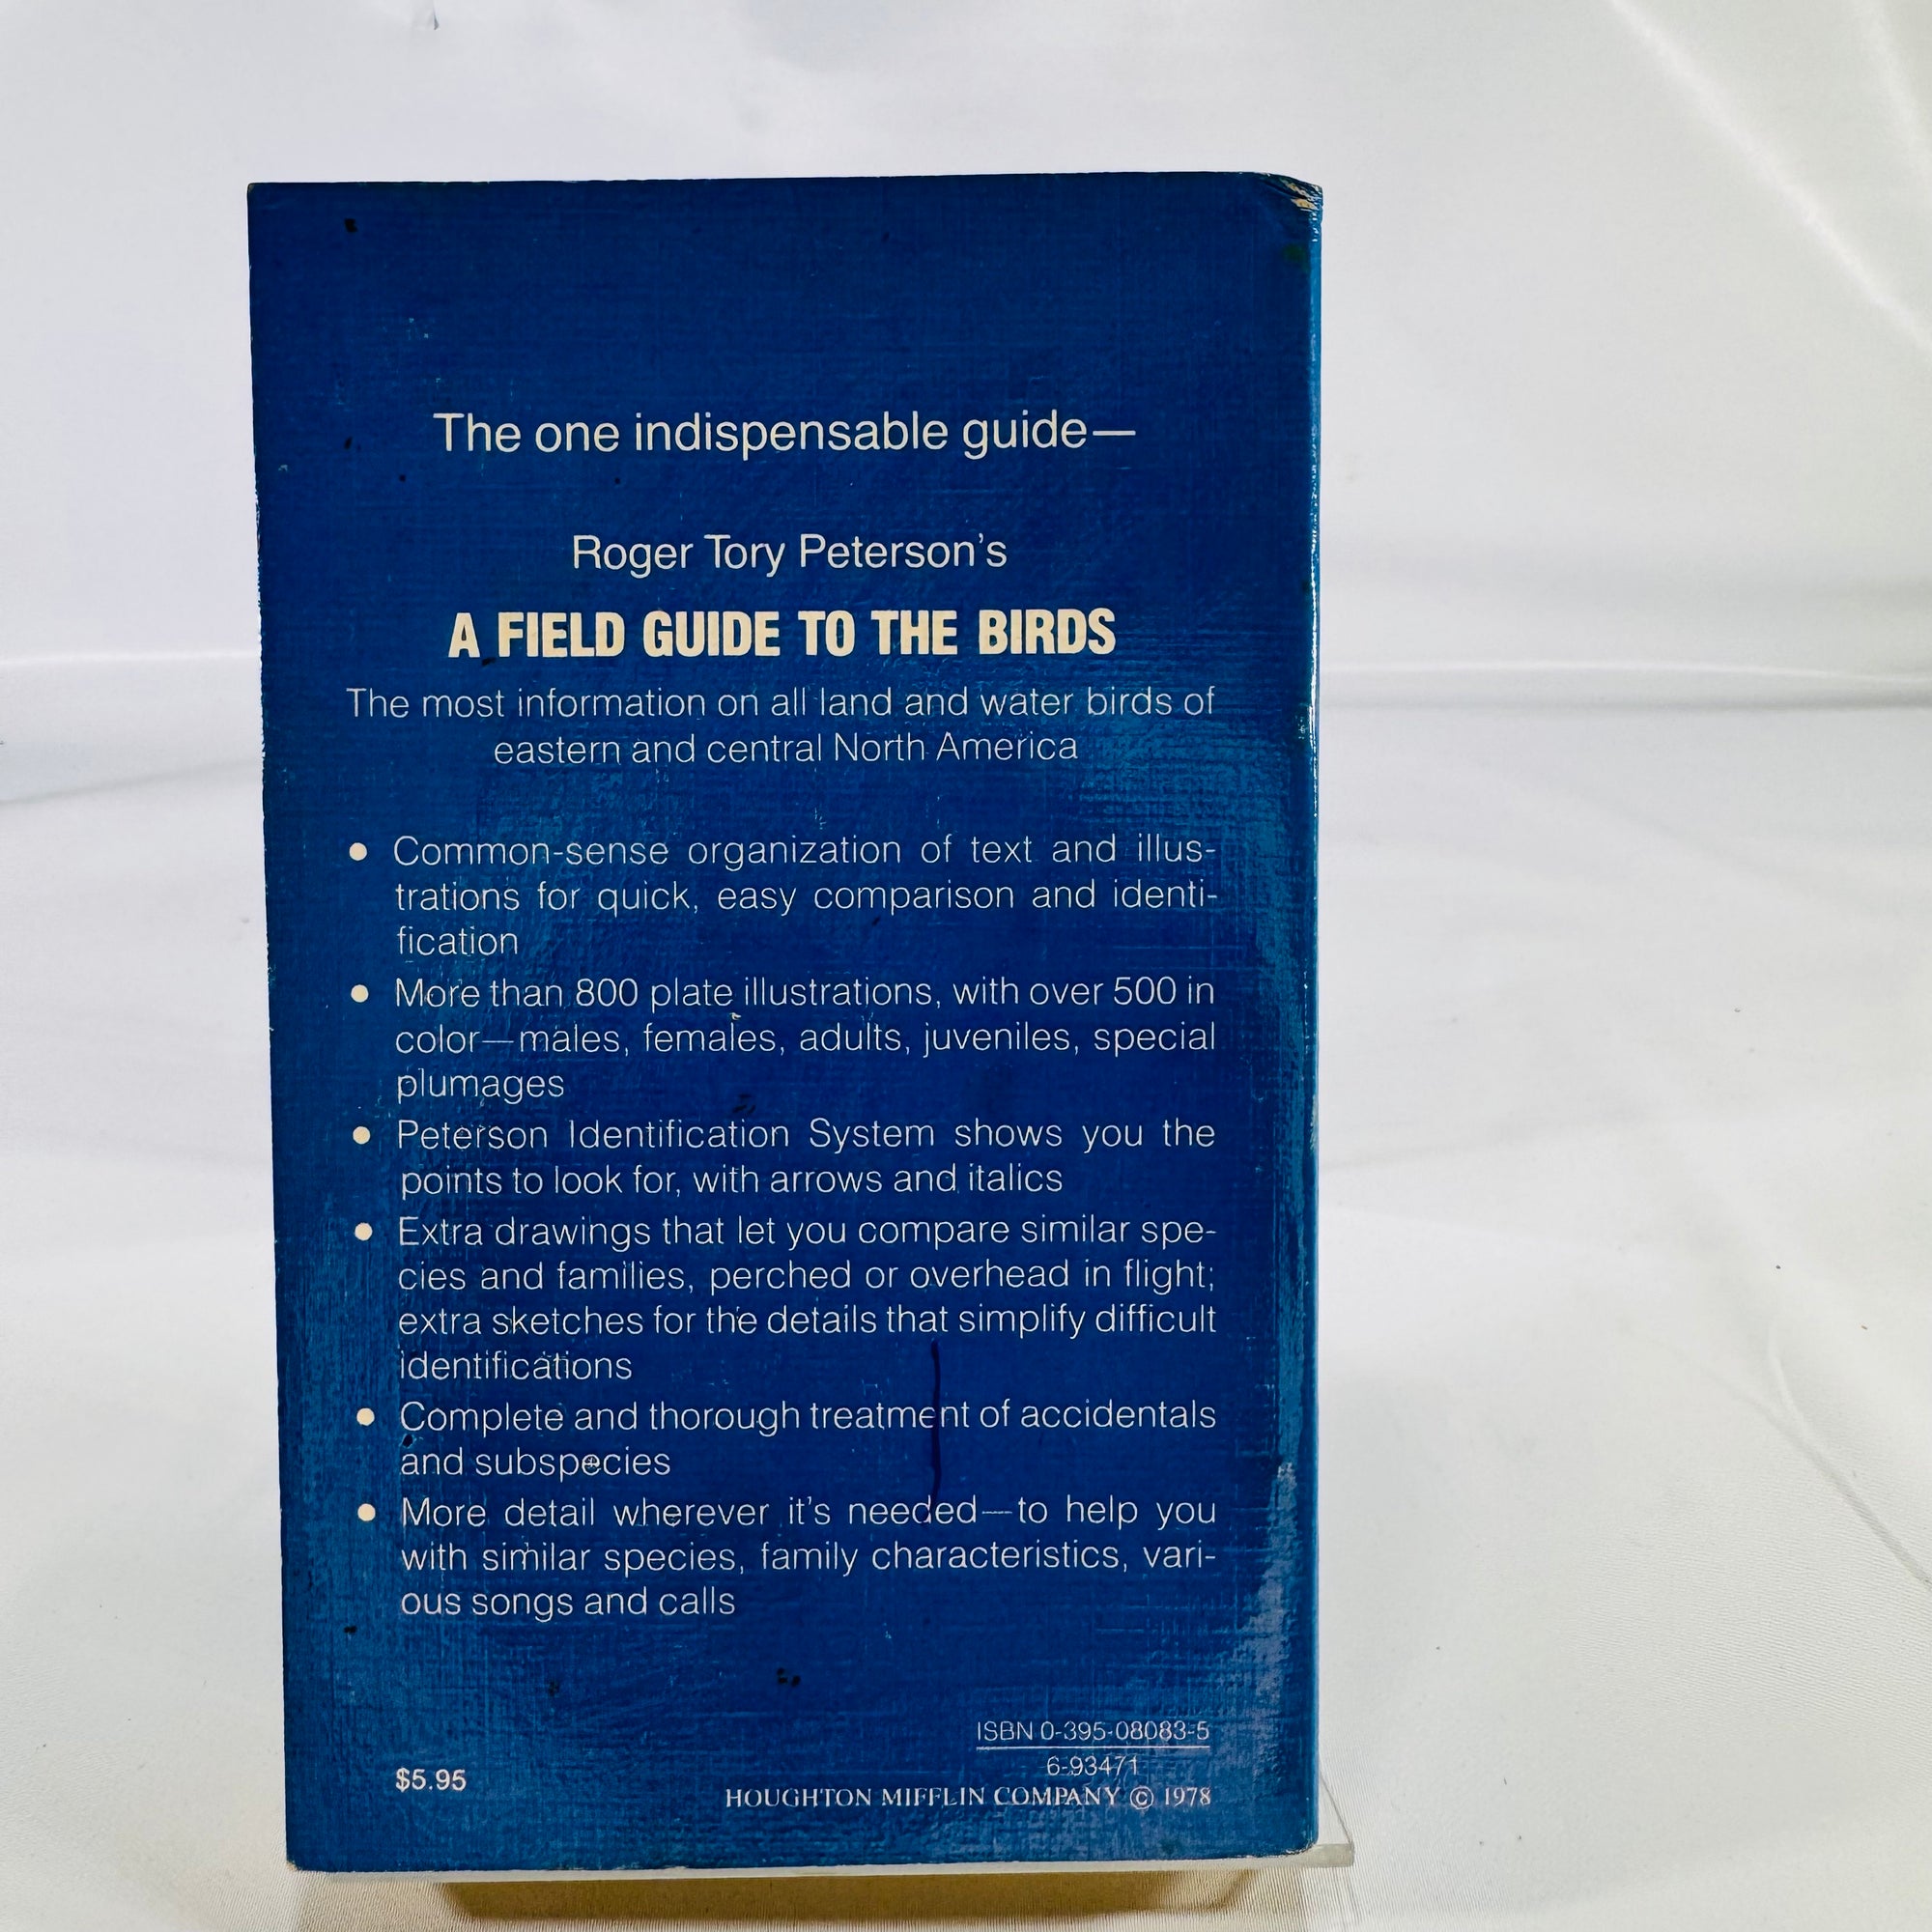 The one indispensable guide—
Roger Tory Peterson's
A FIELD GUIDE TO THE BIRDS
The most information on all land and water birds of
eastern and central North America
• Common-sense organization of text and illus-
trations for quick, easy comparison and identi-
fication
• More than 800 plate illustrations, with over 500 in
color—males, females, adults, juveniles, special
plumages
• Peterson Identification System shows you the
points to look for, with arrows and italics
• Extra drawings that let you compare similar spe-
cies and families, perched or overhead in flight;
extra sketches for the details that simplify difficult
identifications
• Complete and thorough treatment of accidentals
and subspecies
• More detail wherever it's needed—to help you
with similar species, family characteristics, vari-
ous songs and calls
ISBN 0-395-08083-5
6-93471
$5.95
HOUGHTON MIFFLIN COMPANY © 1978